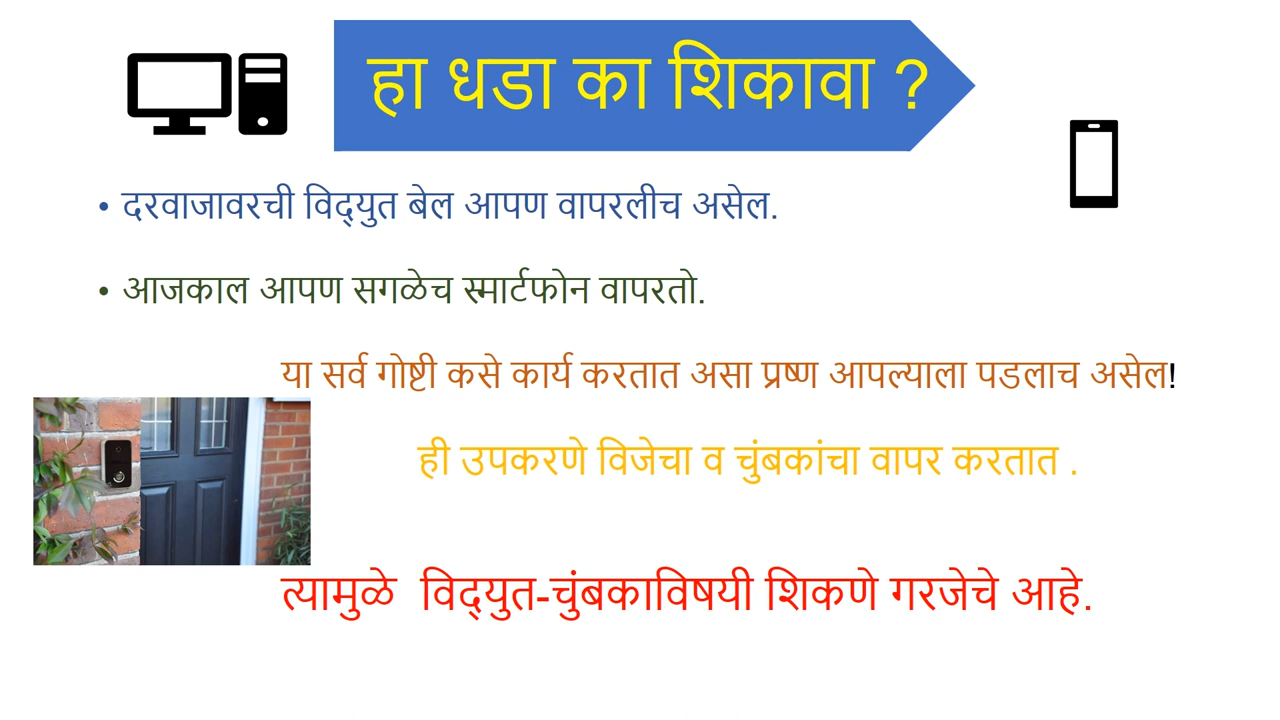 हा धडा का शिकावा ?
• दरवाजावरची विद्‌युत बेल आपण वापरलीच असेल.
• आजकाल आपण सगळेच स्मार्टफोन वापरतो.
या सर्व गोष्टी कसे कार्य करतात असा प्रष्ण आपल्याला पडलाच असेल!
ही उपकरणे विजेचा व चुंबकांचा वापर करतात .
त्यामुळे विद्‌युत-चुंबकाविषयी शिकणे गरजेचे आहे.